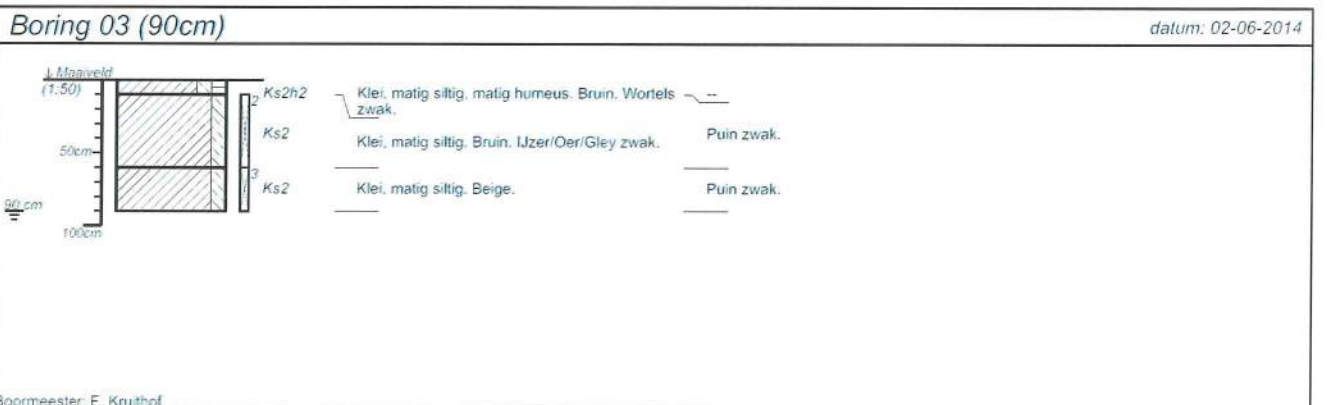 Boring 03 (90cm)
datum: 02-06-2014
Maaiveld
(1:50)
Ks2h2
Klei, matig siltig, matig humeus. Bruin. Wortels
zwak.
--
2
Ks2
Klei, matig siltig. Bruin. IJzer/Oer/Gley zwak.
Puin zwak.
50cm
3
Ks2
Klei, matig siltig. Beige.
Puin zwak.
90 cm
100cm
Boormeester: F. Kruithof